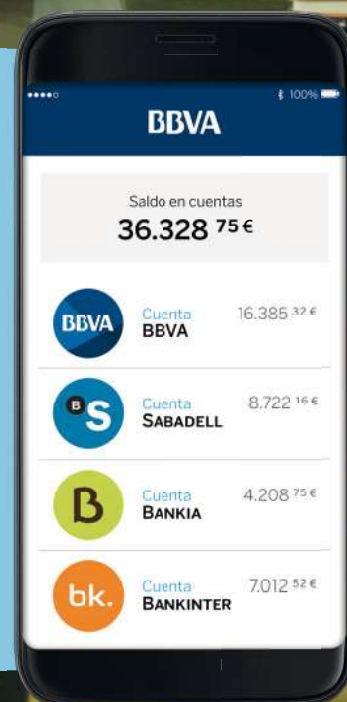 100%
BBVA
Saldo en cuentas
36.328 75 €
BBVA
Cuenta
BBVA
16.385 32 €
B
S
Cuenta
SABADELL
8.722 16 €
B
Cuenta
BANKIA
4.208 75 €
bk.
Cuenta
BANKINTER
7.012 52 €